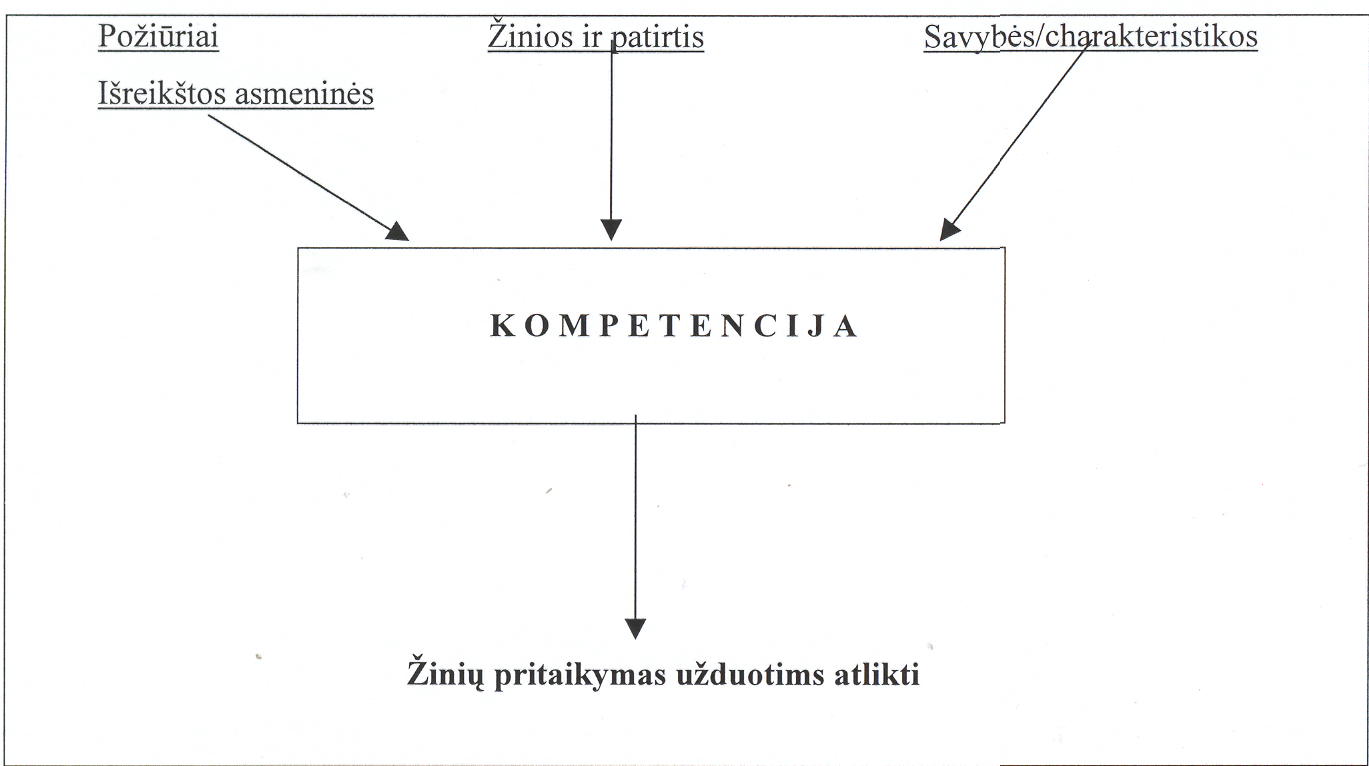 Požiūriai
Žinios ir patirtis
Savybės/charakteristikos
Išreikštos asmeninės
K O M P E T E N C I J A
Žinių pritaikymas užduotims atlikti